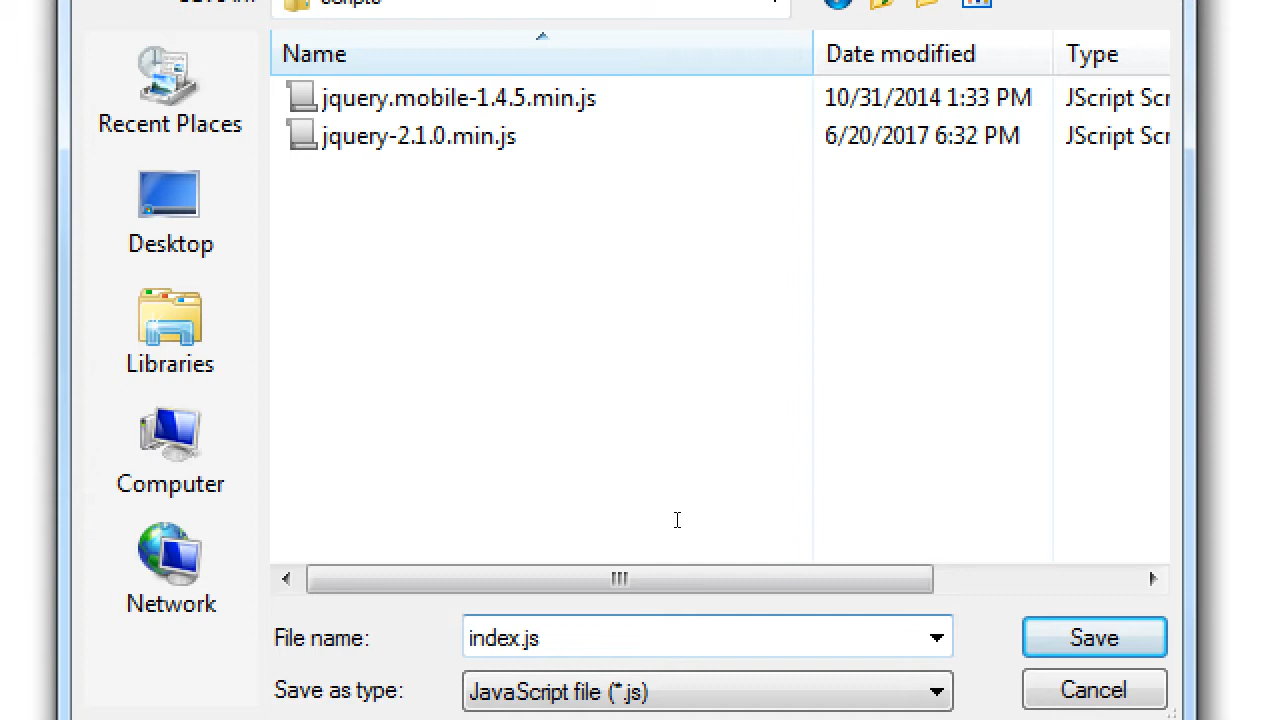 Name Date modified Type
jquery.mobile-1.4.5.min.js 10/31/2014 1:33 PM JScript Scr
jquery-2.1.0.min.js 6/20/2017 6:32 PM JScript Scr
Recent Places
Desktop
Libraries
Computer
Network
File name: index.js Save
Save as type: JavaScript file (*.js) Cancel